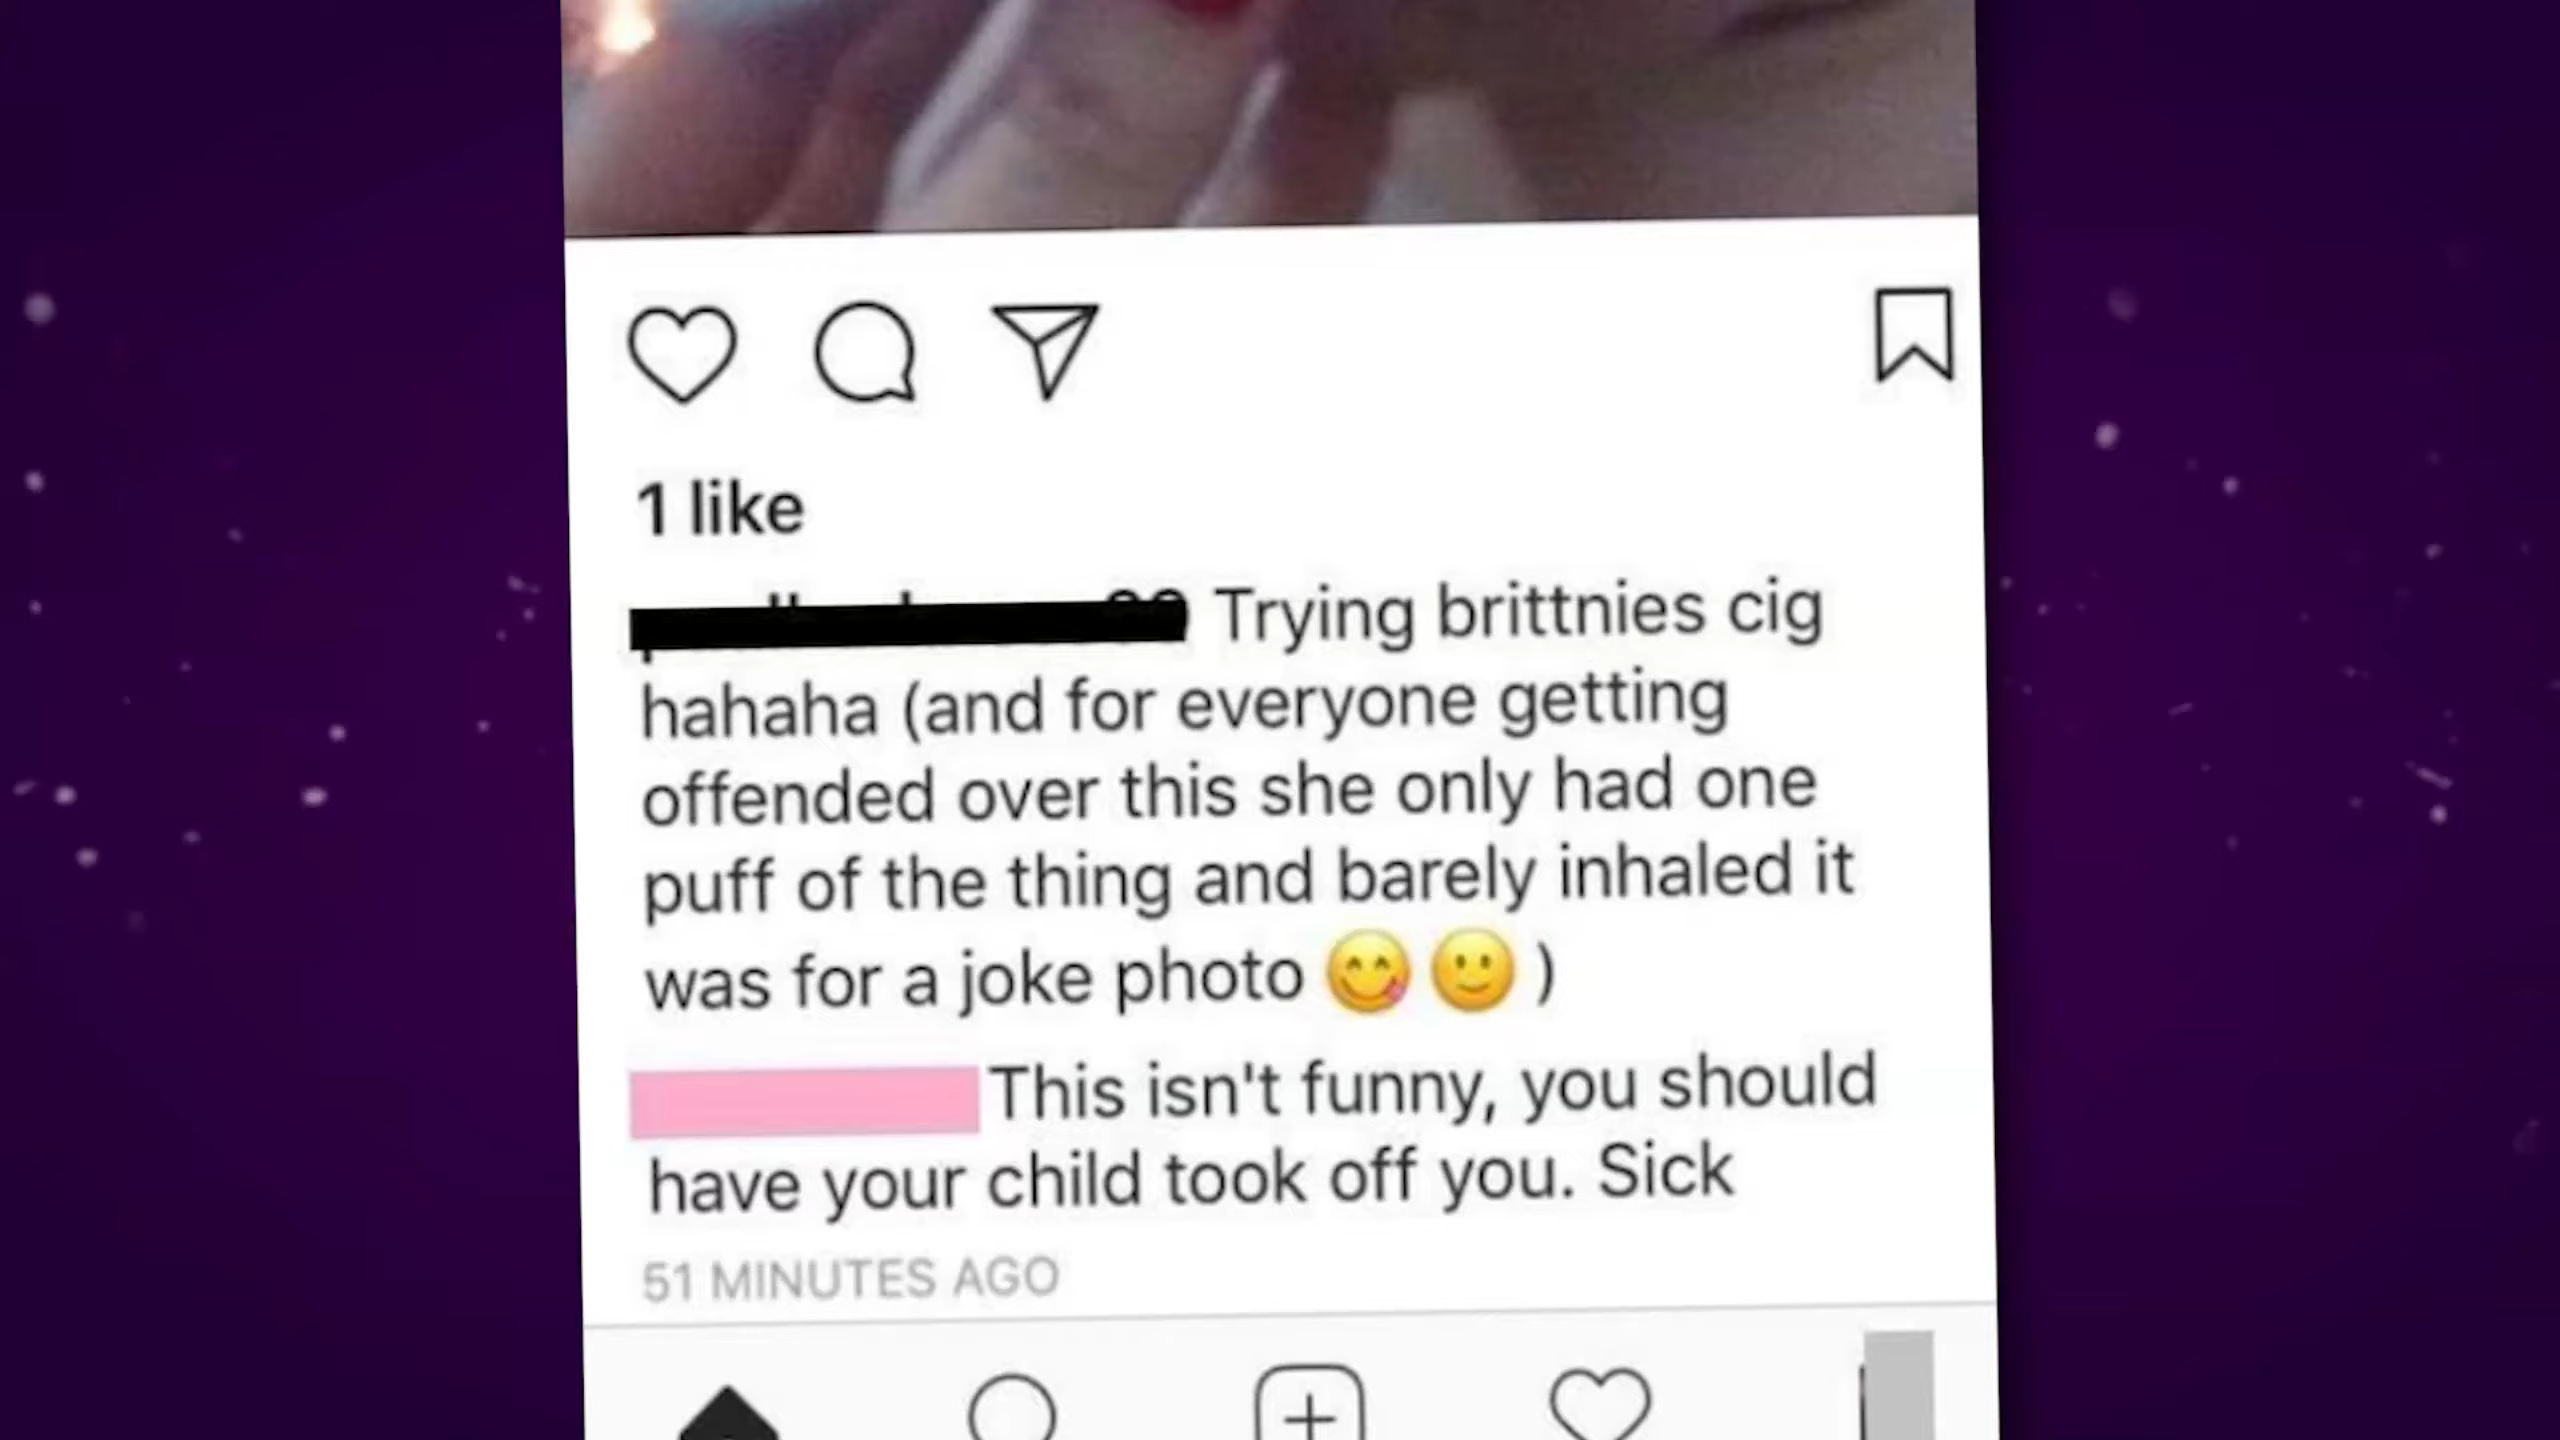 1 like
Trying brittnies cig
hahaha (and for everyone getting
offended over this she only had one
puff of the thing and barely inhaled it
was for a joke photo 😋 🙂 )
This isn't funny, you should
have your child took off you. Sick
51 MINUTES AGO